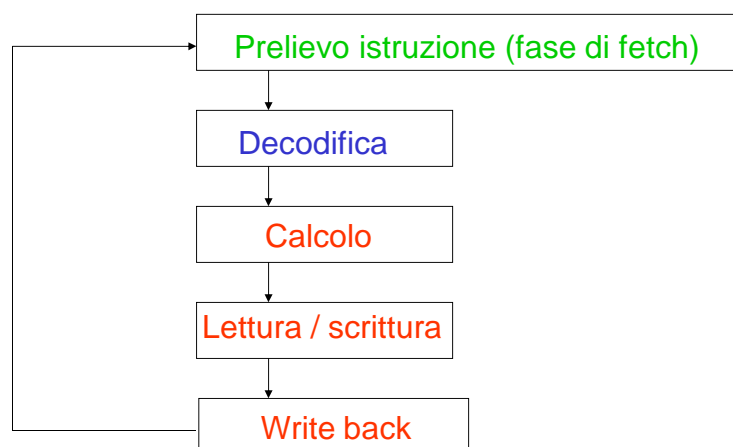 Prelievo istruzione (fase di fetch)
Decodifica
Calcolo
Lettura / scrittura
Write back